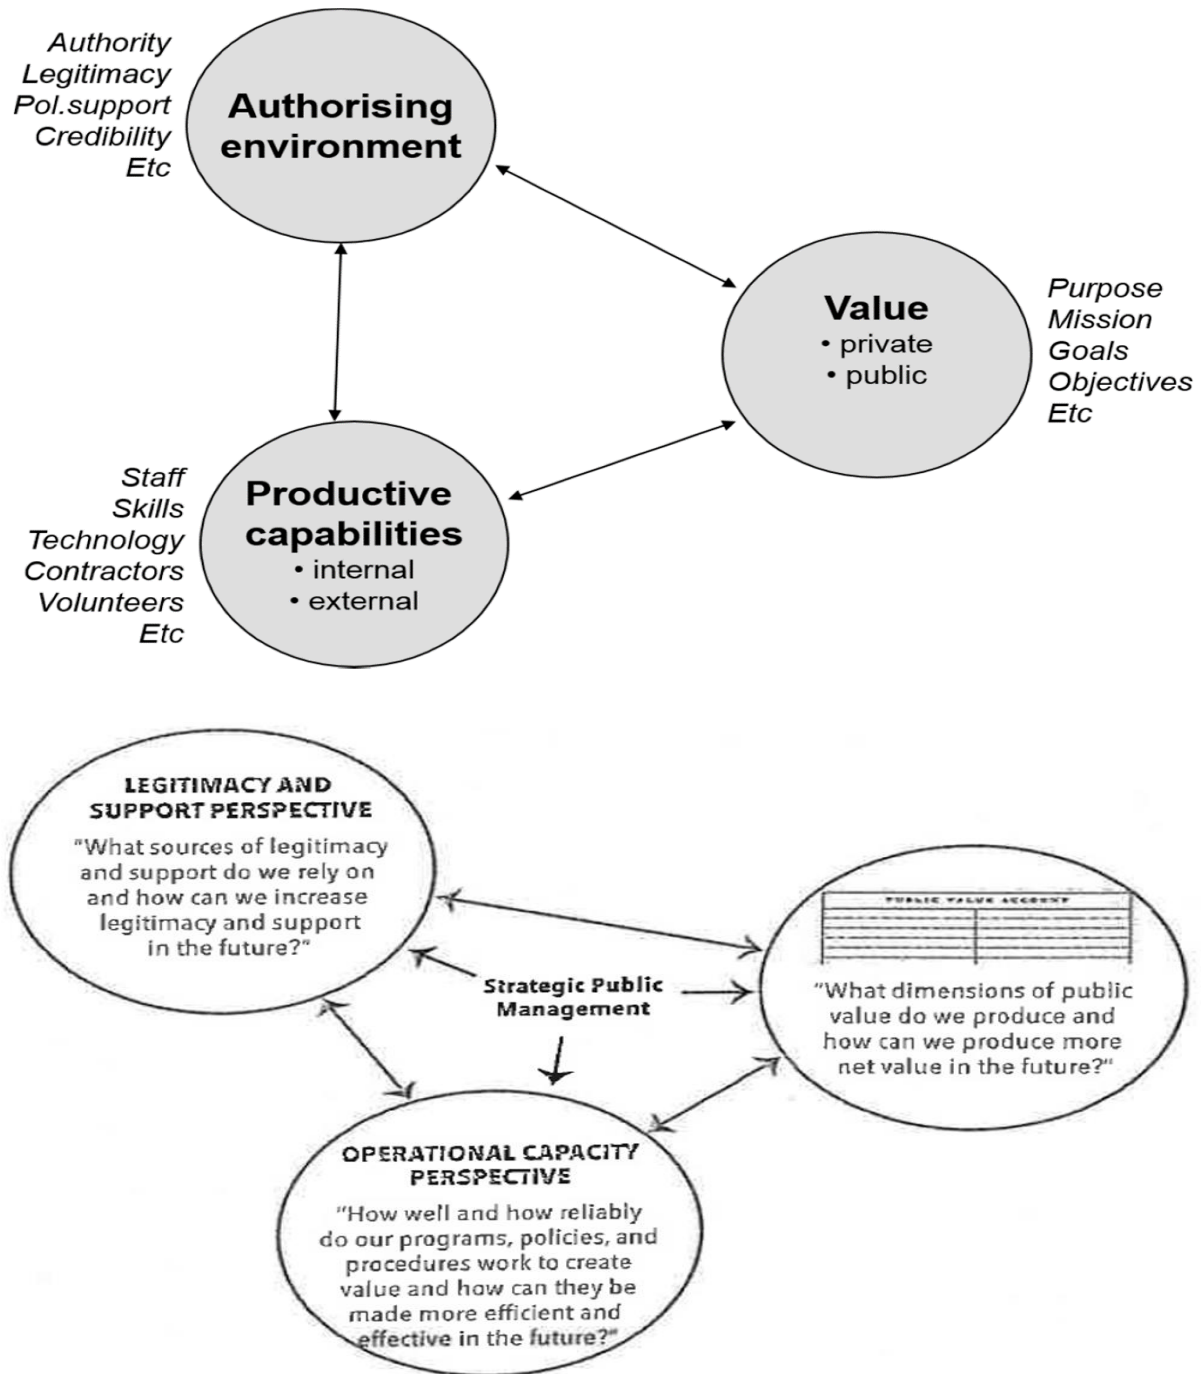 Authority
Legitimacy
Pol.support
Credibility
Etc
Authorising
environment
Value
• private
• public
Purpose
Mission
Goals
Objectives
Etc
Staff
Skills
Technology
Contractors
Volunteers
Etc
Productive
capabilities
• internal
• external
LEGITIMACY AND
SUPPORT PERSPECTIVE
"What sources of legitimacy
and support do we rely on
and how can we increase
legitimacy and support
in the future?"
Strategic Public
Management
PUBLIC VALUE ACCOUNT
"What dimensions of public
value do we produce and
how can we produce more
net value in the future?"
OPERATIONAL CAPACITY
PERSPECTIVE
"How well and how reliably
do our programs, policies, and
procedures work to create
value and how can they be
made more efficient and
effective in the future?"